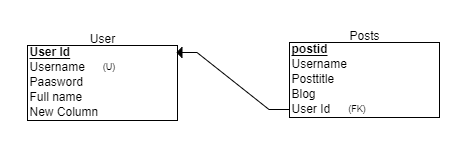 User
User Id
Username (U)
Paasword
Full name
New Column
Posts
postid
Username
Posttitle
Blog
User Id (FK)